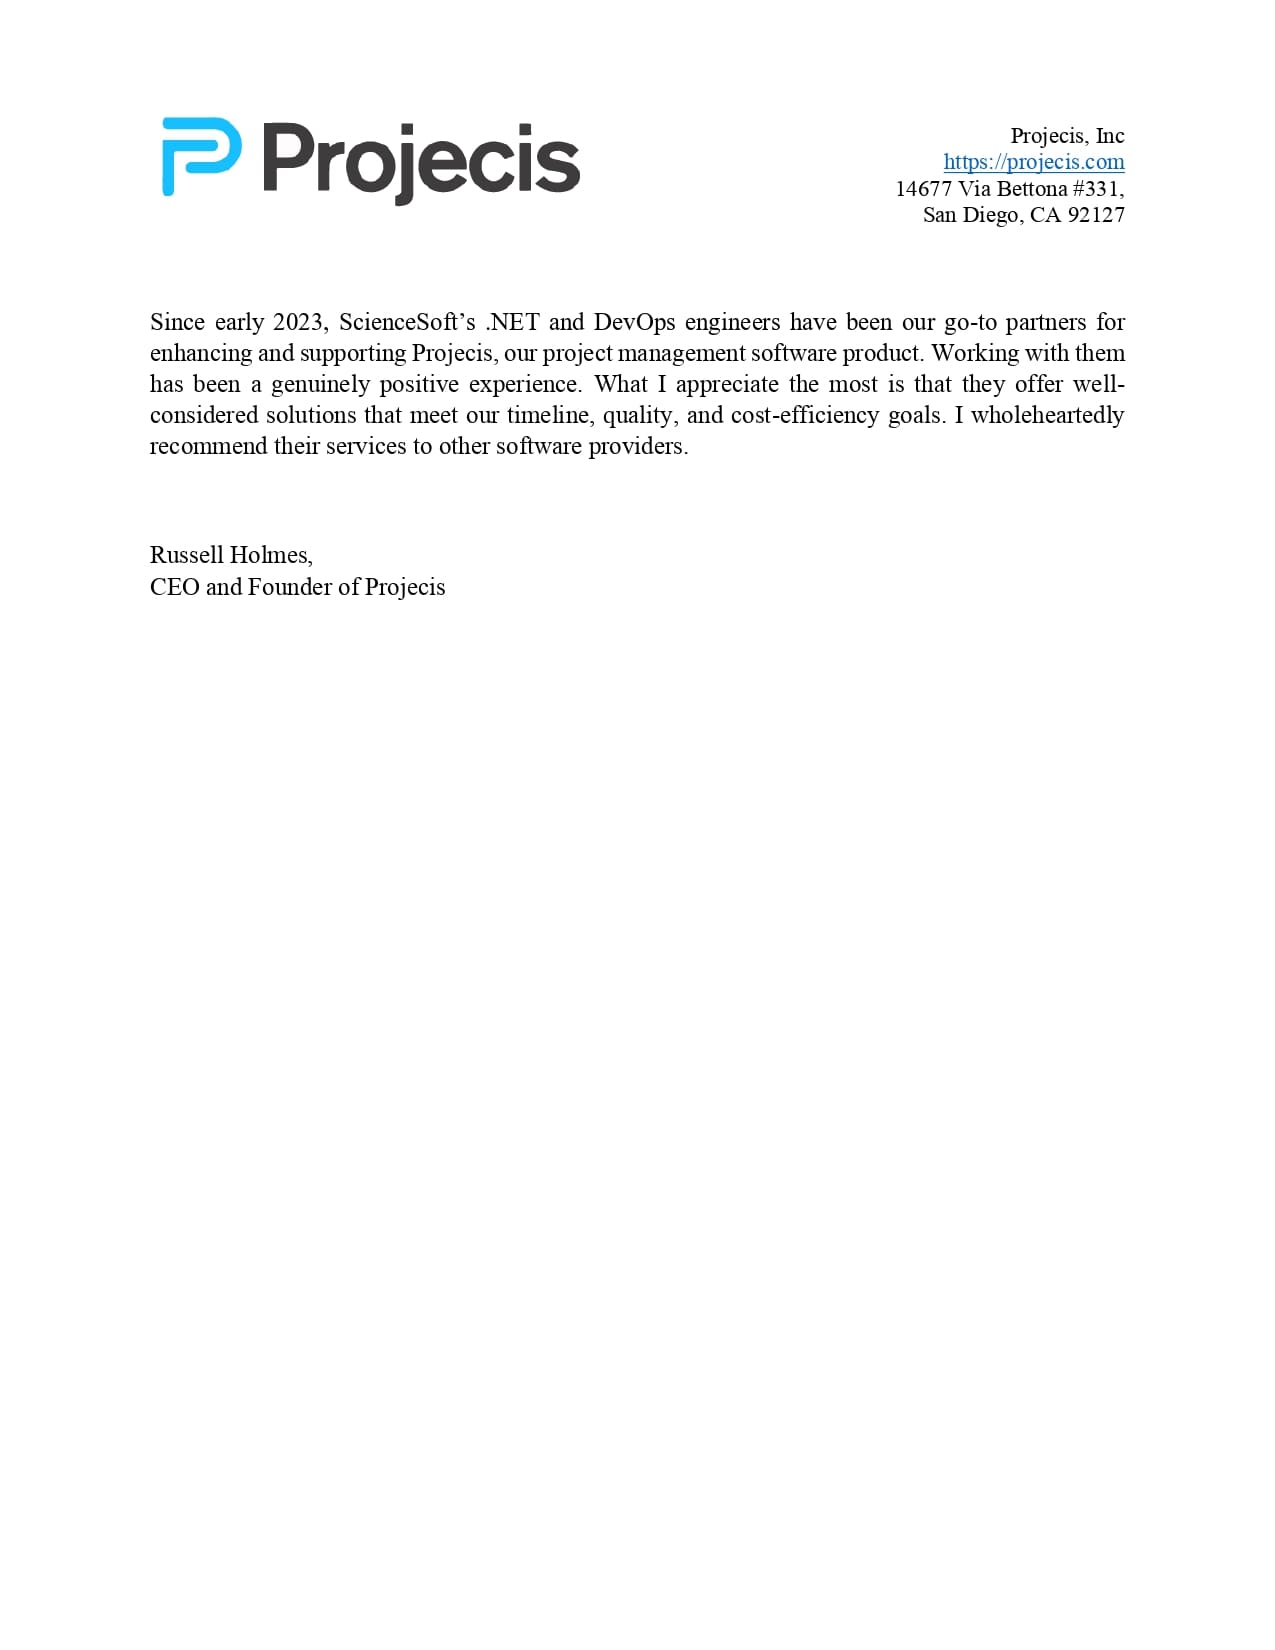 Projecis
Projecis, Inc
https://projecis.com
14677 Via Bettona #331,
San Diego, CA 92127
Since early 2023, ScienceSoft’s .NET and DevOps engineers have been our go-to partners for
enhancing and supporting Projecis, our project management software product. Working with them
has been a genuinely positive experience. What I appreciate the most is that they offer well-
considered solutions that meet our timeline, quality, and cost-efficiency goals. I wholeheartedly
recommend their services to other software providers.
Russell Holmes,
CEO and Founder of Projecis